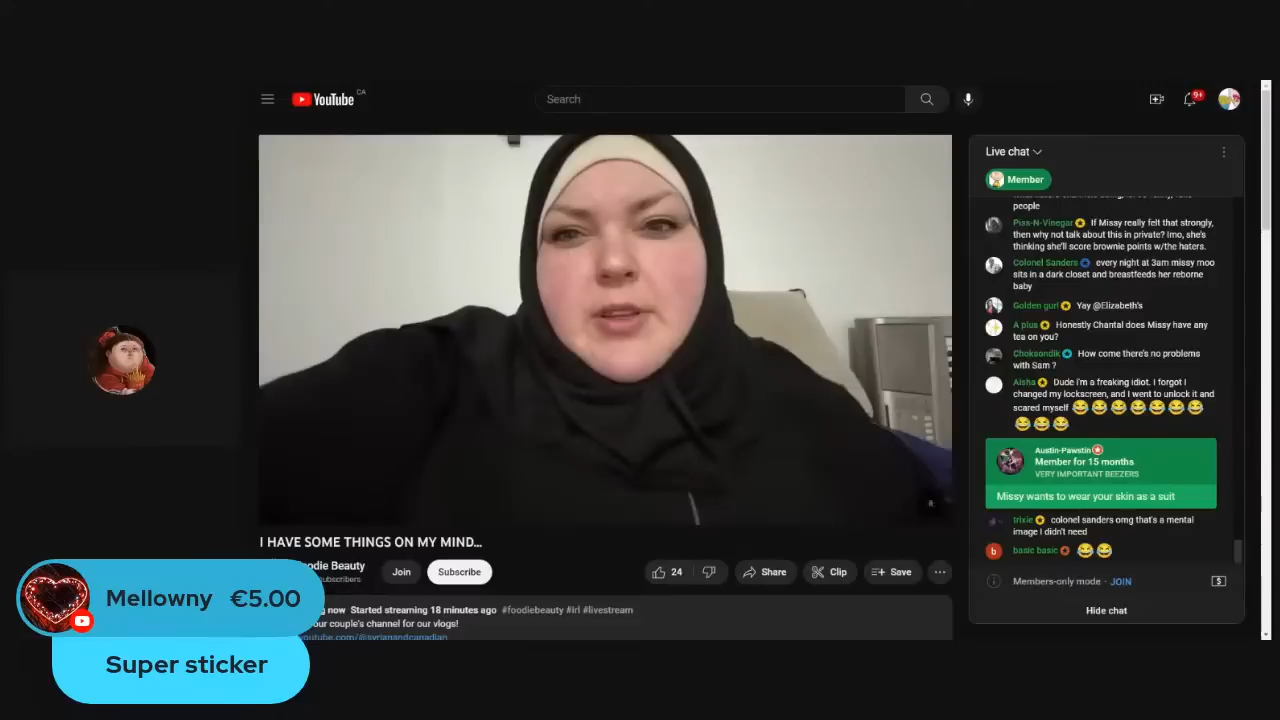 YouTube CA
Search
9+
Live chat
Member
people
Piss-N-Vinegar If Missy really felt that strongly,
then why not talk about this in private? Imo, she's
thinking she'll score brownie points w/the haters.
Colonel Sanders every night at 3am missy moo
sits in a dark closet and breastfeeds her reborne
baby
Golden gurl Yay @Elizabeth's
A plus Honestly Chantal does Missy have any
tea on you?
Choksondik How come there's no problems
with Sam ?
Aisha Dude i'm a freaking idiot. I forgot I
changed my lockscreen, and I went to unlock it and
scared myself 😂😂😂😂😂😂😂
😂😂😂
Austin-Pawstin
Member for 15 months
VERY IMPORTANT BEEZERS
Missy wants to wear your skin as a suit
trixie colonel sanders omg that's a mental
image I didn't need
b basic basic 😂😂
Members-only mode · JOIN
$
Hide chat
I HAVE SOME THINGS ON MY MIND...
oodie Beauty
ubscribers
Join
Subscribe
24
Share
Clip
Save
ng now Started streaming 18 minutes ago #foodiebeauty #irl #livestream
our couple's channel for our vlogs!
outube.com/@syrianandcanadian
Mellowny €5.00
Super sticker